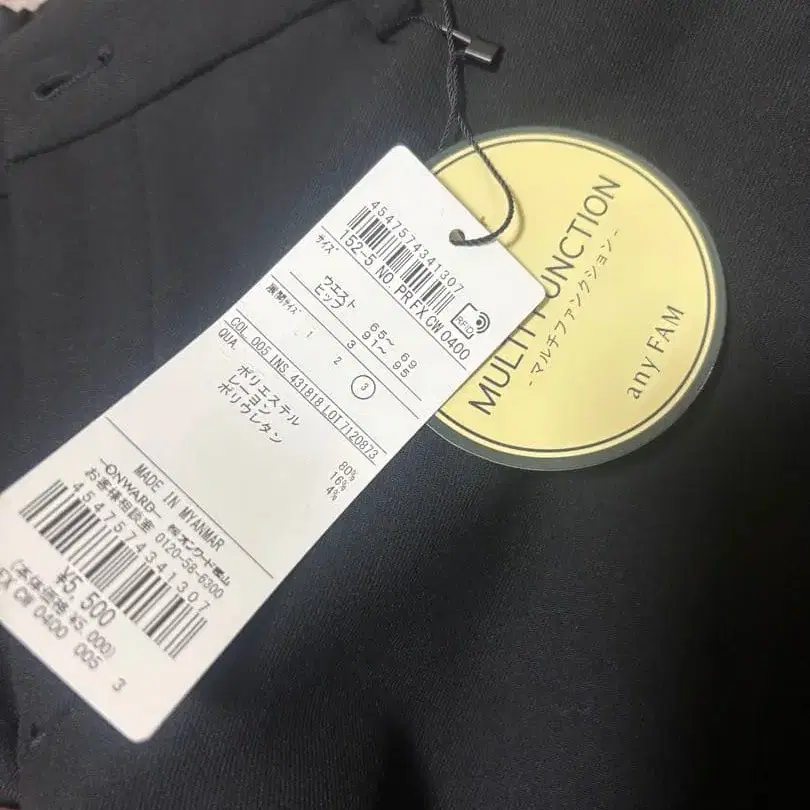 4547574341307
152-5 NO PRFX CW 0400
RFID
サイズ
ウエスト 65～ 69
ヒップ 91～ 95
3
展開サイズ 1 2 3
COL. 005 INS. 431818 LOT 7120873
QUA.
ポリエステル 80%
レーヨン 16%
ポリウレタン 4%
MADE IN MYANMAR
ONWARD ㈱オンワード樫山
お客様相談室 0120-58-6300
4547574341307
¥5,500
(本体価格 ¥5,000)
FX CW 0400 005 3
MULTI FUNCTION
-マルチファンクション-
any FAM